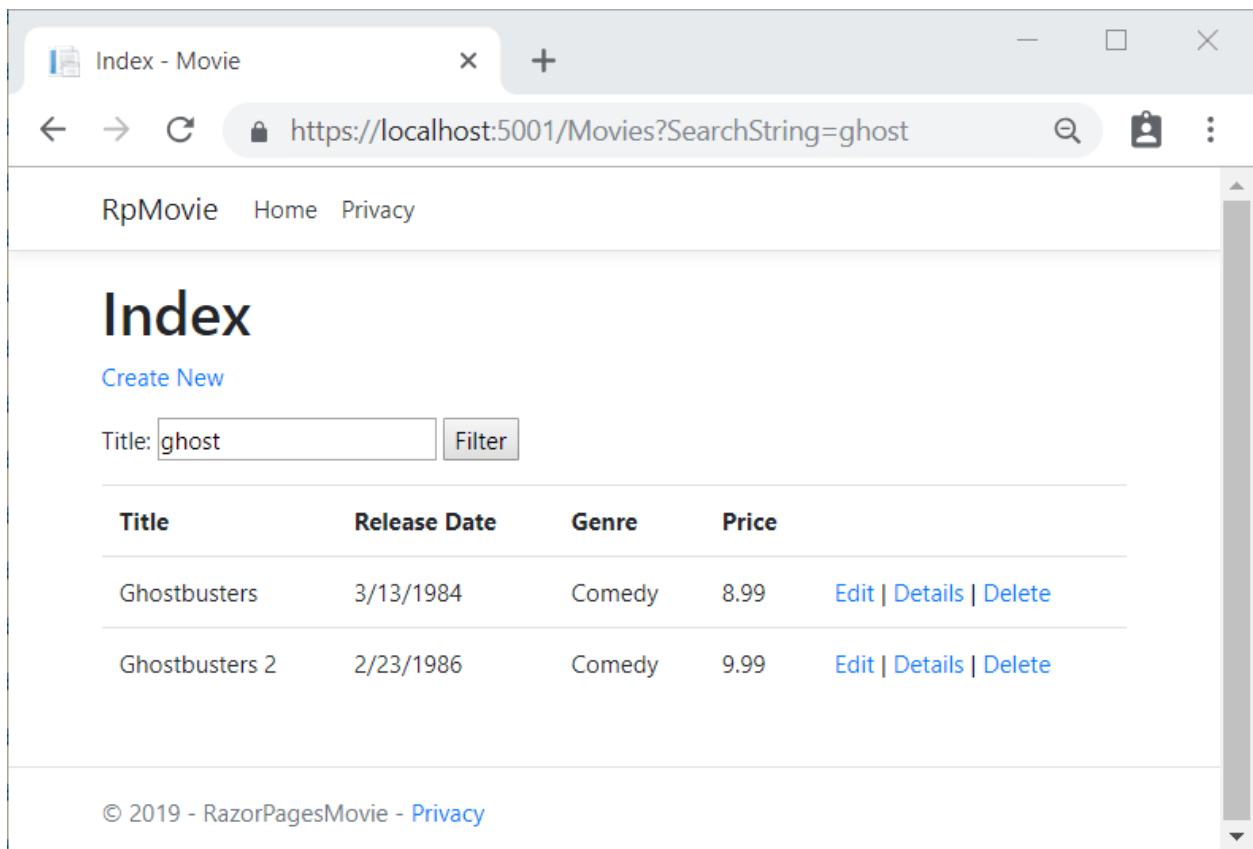 Index - Movie
https://localhost:5001/Movies?SearchString=ghost
RpMovie Home Privacy
Index
Create New
Title: ghost Filter
Title Release Date Genre Price
Ghostbusters 3/13/1984 Comedy 8.99 Edit | Details | Delete
Ghostbusters 2 2/23/1986 Comedy 9.99 Edit | Details | Delete
© 2019 - RazorPagesMovie - Privacy